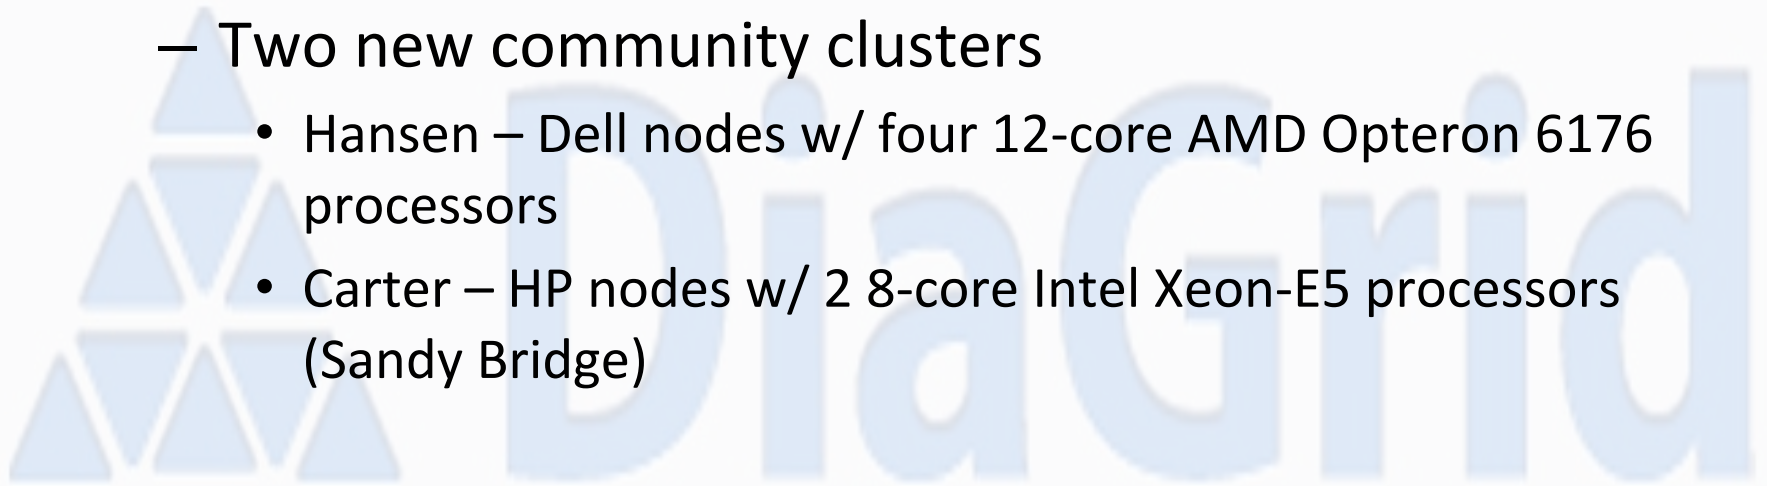 – Two new community clusters
• Hansen – Dell nodes w/ four 12-core AMD Opteron 6176
processors
• Carter – HP nodes w/ 2 8-core Intel Xeon-E5 processors
(Sandy Bridge)
DiaGrid